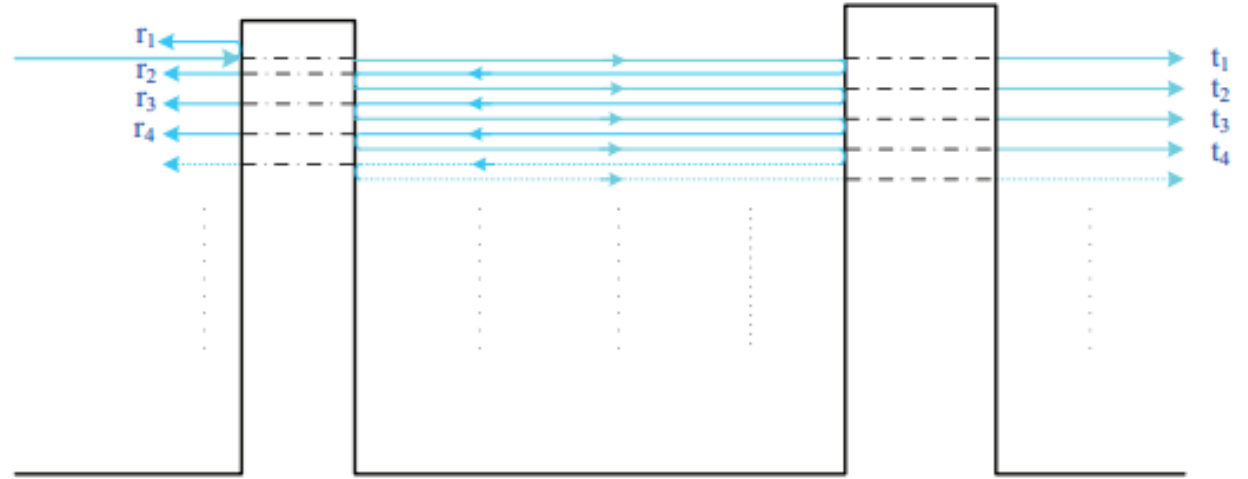 r₁
r₂
r₃
r₄
t₁
t₂
t₃
t₄